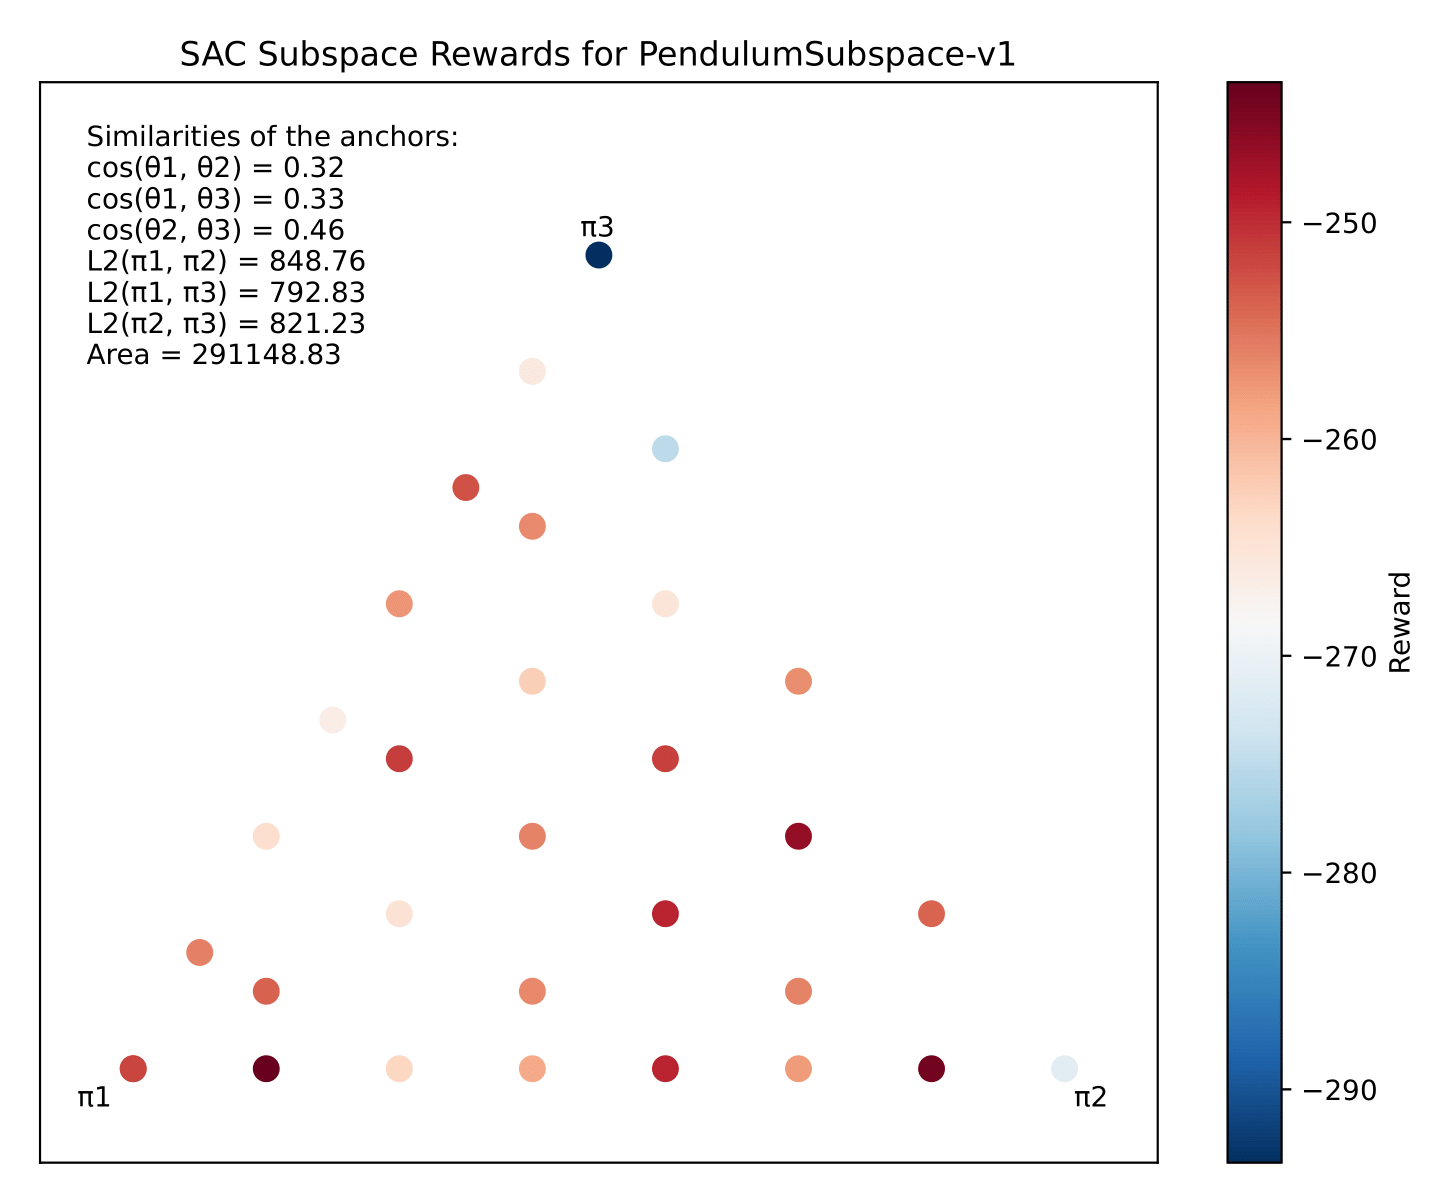 SAC Subspace Rewards for PendulumSubspace-v1
Similarities of the anchors:
cos(θ1, θ2) = 0.32
cos(θ1, θ3) = 0.33
cos(θ2, θ3) = 0.46
L2(π1, π2) = 848.76
L2(π1, π3) = 792.83
L2(π2, π3) = 821.23
Area = 291148.83
π3
π1
π2
−250
−260
−270
−280
−290
Reward